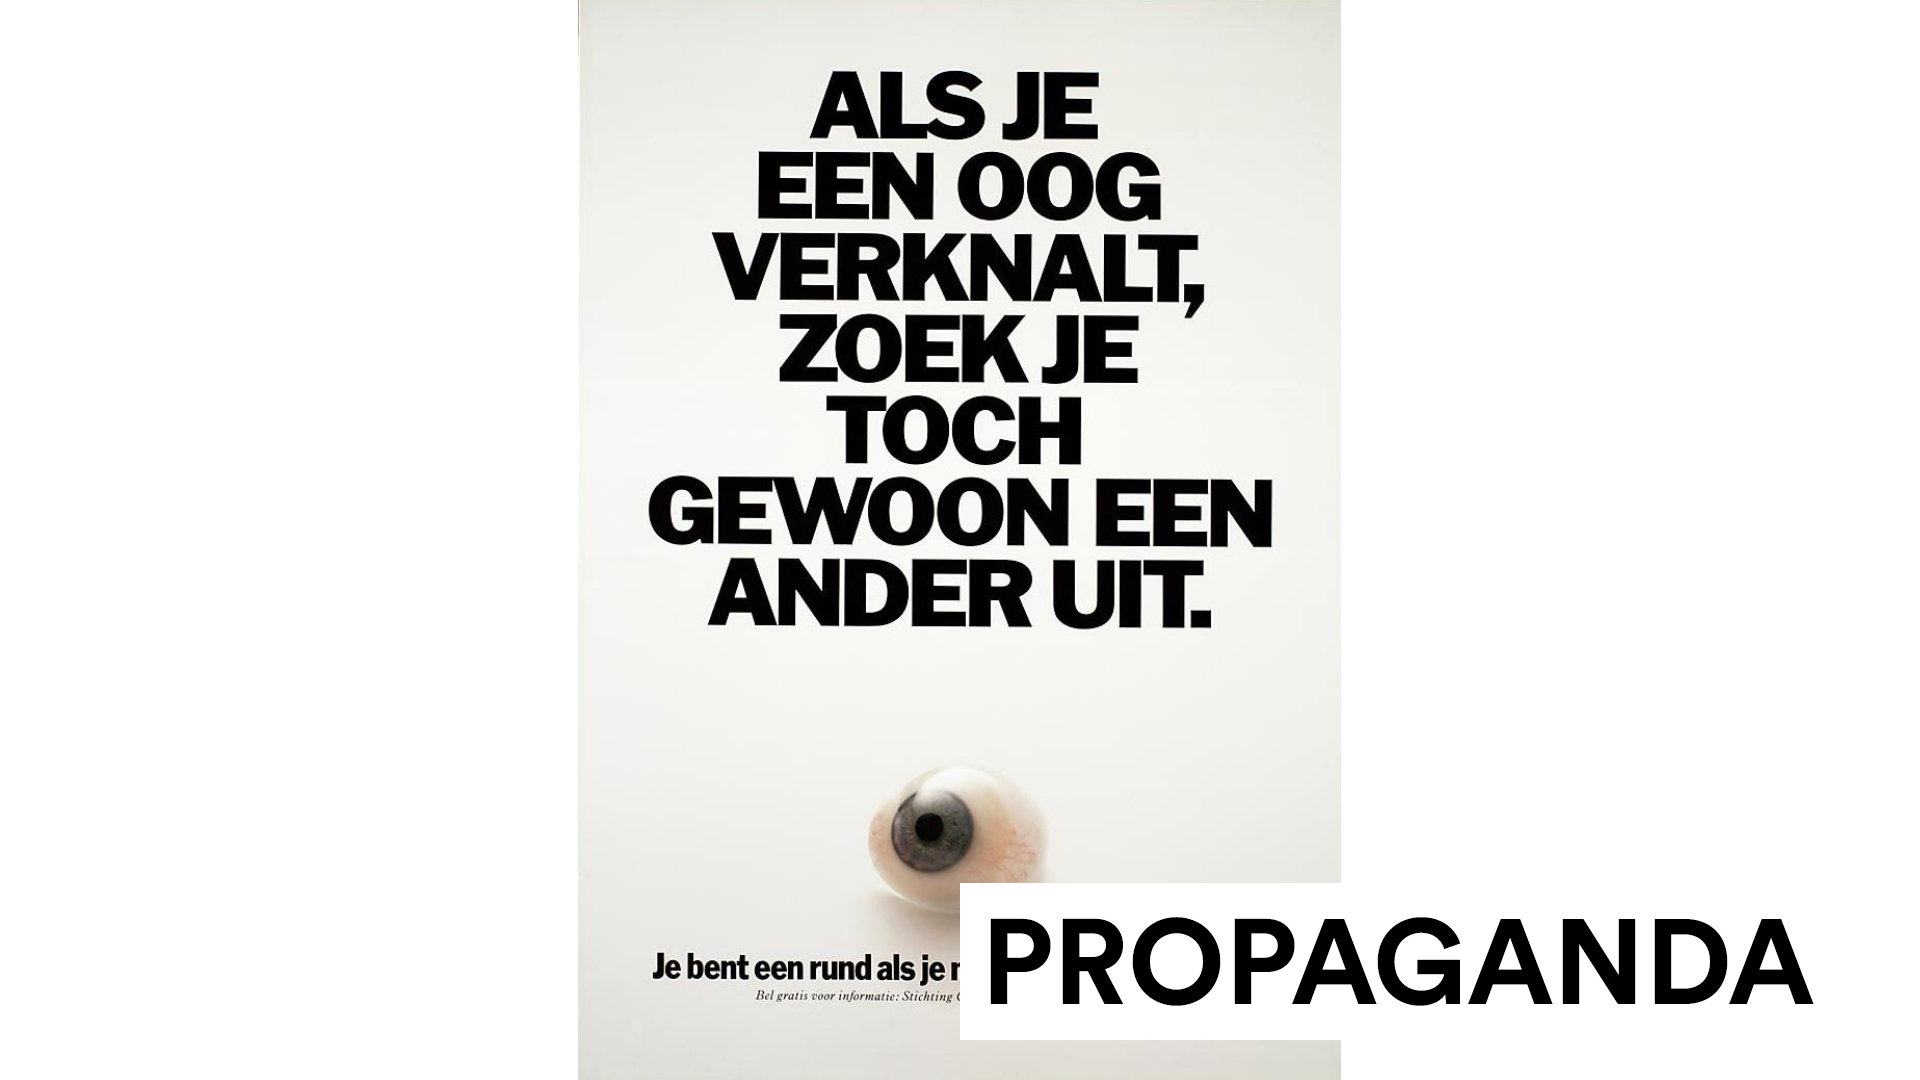 ALS JE
EEN OOG
VERKNALT,
ZOEK JE
TOCH
GEWOON EEN
ANDER UIT.
Je bent een rund als je
Bel gratis voor informatie: Stichting
PROPAGANDA